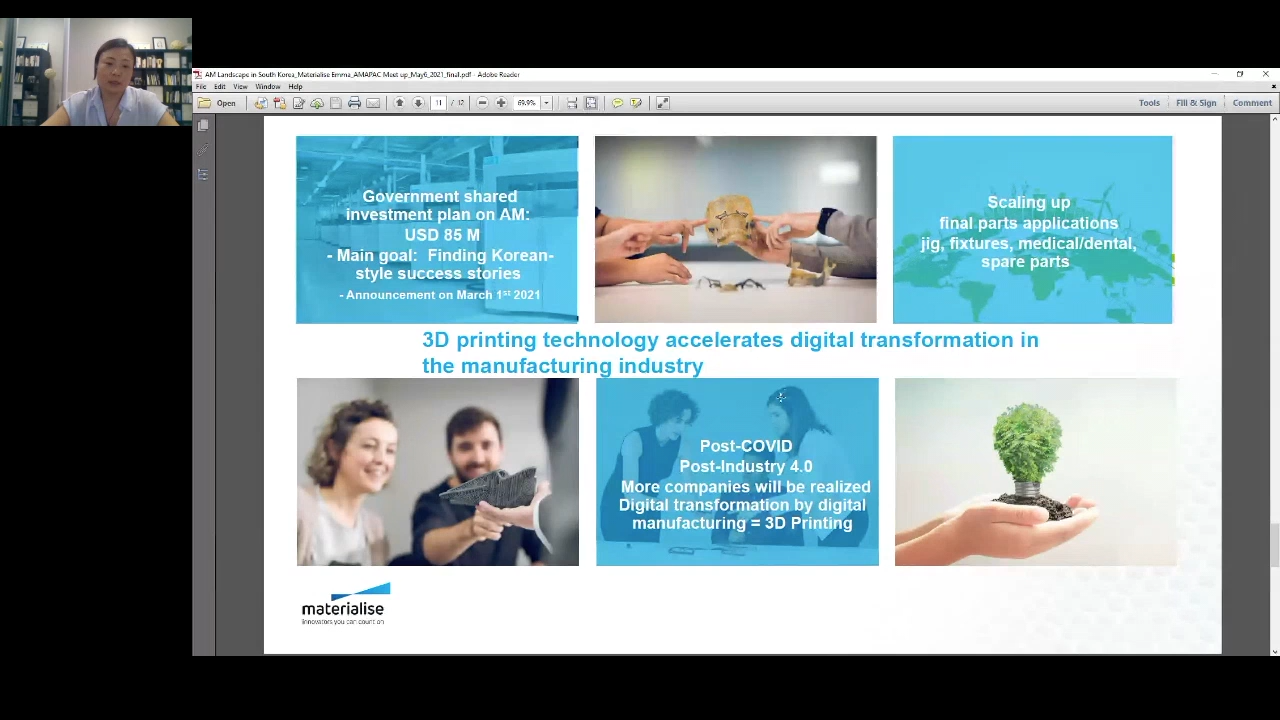 AM Landscape in South Korea_Materialise Emma_AMAPAC Meet up_May6_2021_final.pdf - Adobe Reader
File Edit View Window Help
Open 11 / 12 69.9% Tools Fill & Sign Comment
Government shared
investment plan on AM:
USD 85 M
- Main goal: Finding Korean-
style success stories
- Announcement on March 1st 2021
Scaling up
final parts applications
jig, fixtures, medical/dental,
spare parts
3D printing technology accelerates digital transformation in
the manufacturing industry
Post-COVID
Post-Industry 4.0
More companies will be realized
Digital transformation by digital
manufacturing = 3D Printing
materialise
innovators you can count on